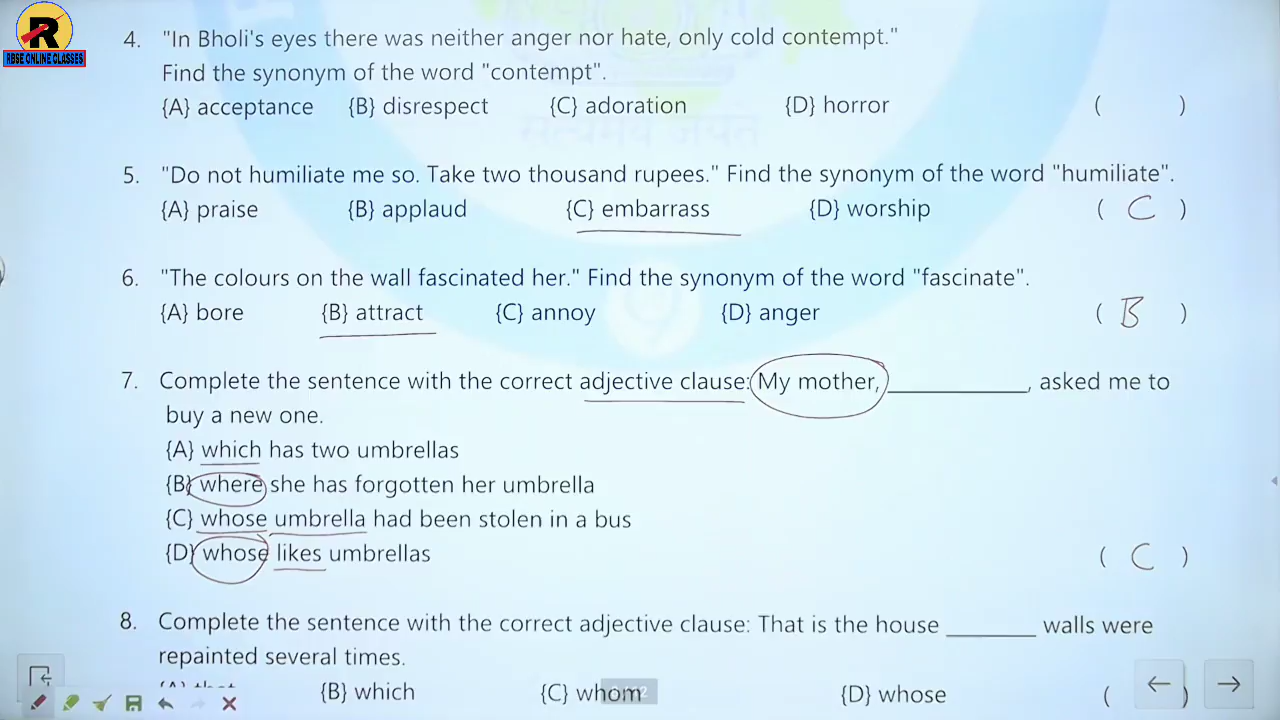 R
RBSE ONLINE CLASSES
4. "In Bholi's eyes there was neither anger nor hate, only cold contempt."
Find the synonym of the word "contempt".
{A} acceptance {B} disrespect {C} adoration {D} horror ( )
सत्यमेव जयते
5. "Do not humiliate me so. Take two thousand rupees." Find the synonym of the word "humiliate".
{A} praise {B} applaud {C} embarrass {D} worship ( C )
6. "The colours on the wall fascinated her." Find the synonym of the word "fascinate".
{A} bore {B} attract {C} annoy {D} anger ( B )
7. Complete the sentence with the correct adjective clause: My mother, __________, asked me to
buy a new one.
{A} which has two umbrellas
{B} where she has forgotten her umbrella
{C} whose umbrella had been stolen in a bus
{D} whose likes umbrellas ( C )
8. Complete the sentence with the correct adjective clause: That is the house ______ walls were
repainted several times.
{A} that {B} which {C} whom {D} whose ( )